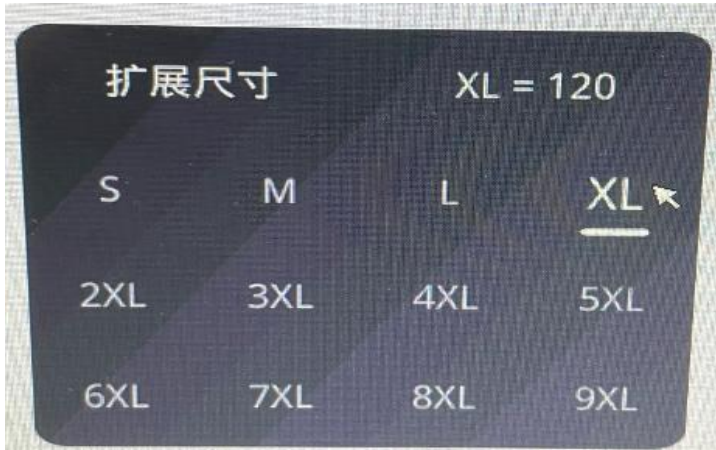 扩展尺寸 XL = 120
S M L XL
2XL 3XL 4XL 5XL
6XL 7XL 8XL 9XL